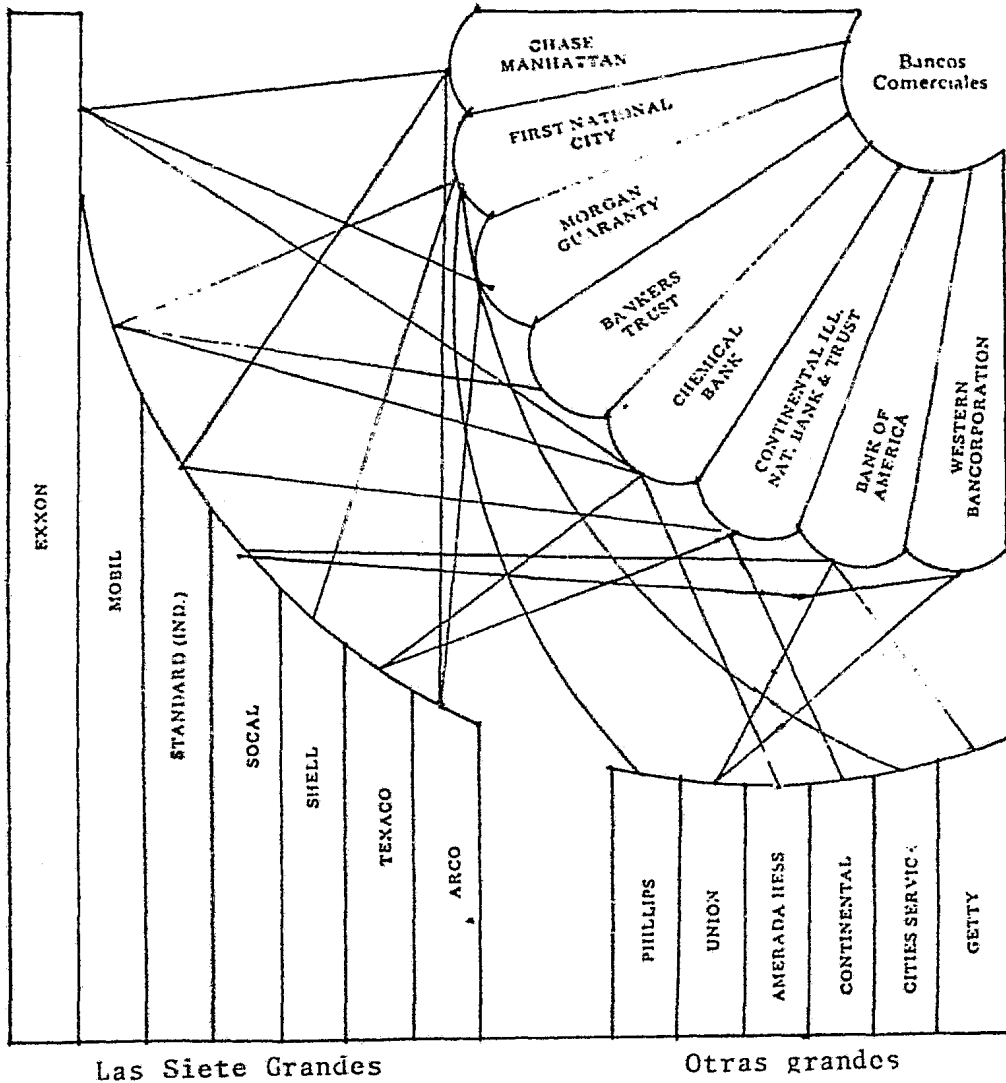 CHASE
MANHATTAN
Bancos
Comerciales
FIRST NATIONAL
CITY
MORGAN
GUARANTY
BANKERS
TRUST
CHEMICAL
BANK
CONTINENTAL ILL.
NAT. BANK & TRUST
BANK OF
AMERICA
WESTERN
BANCORPORATION
EXXON
MOBIL
STANDARD (IND.)
SOCAL
SHELL
TEXACO
ARCO
PHILLIPS
UNION
AMERADA HESS
CONTINENTAL
CITIES SERVICE
GETTY
Las Siete Grandes
Otras grandes